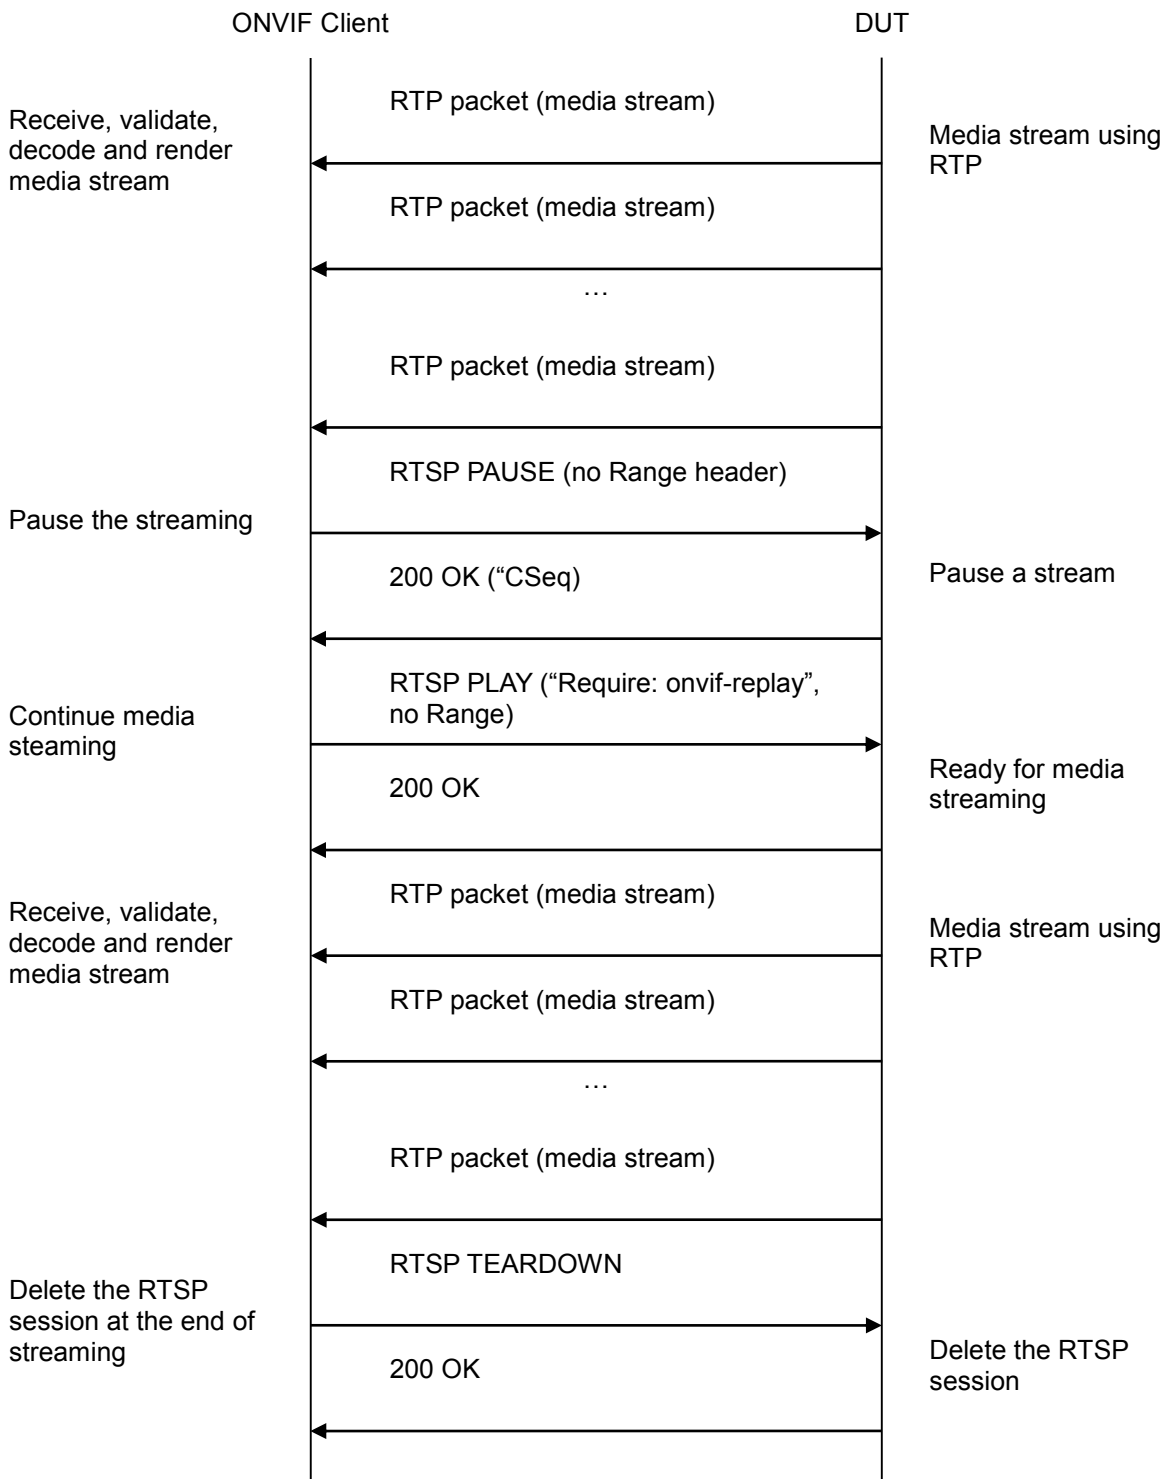 ONVIF Client
DUT
RTP packet (media stream)
Receive, validate,
decode and render
media stream
Media stream using
RTP
RTP packet (media stream)
…
RTP packet (media stream)
RTSP PAUSE (no Range header)
Pause the streaming
200 OK (“CSeq)
Pause a stream
RTSP PLAY (“Require: onvif-replay”,
no Range)
Continue media
steaming
200 OK
Ready for media
streaming
RTP packet (media stream)
Receive, validate,
decode and render
media stream
Media stream using
RTP
RTP packet (media stream)
…
RTP packet (media stream)
RTSP TEARDOWN
Delete the RTSP
session at the end of
streaming
200 OK
Delete the RTSP
session